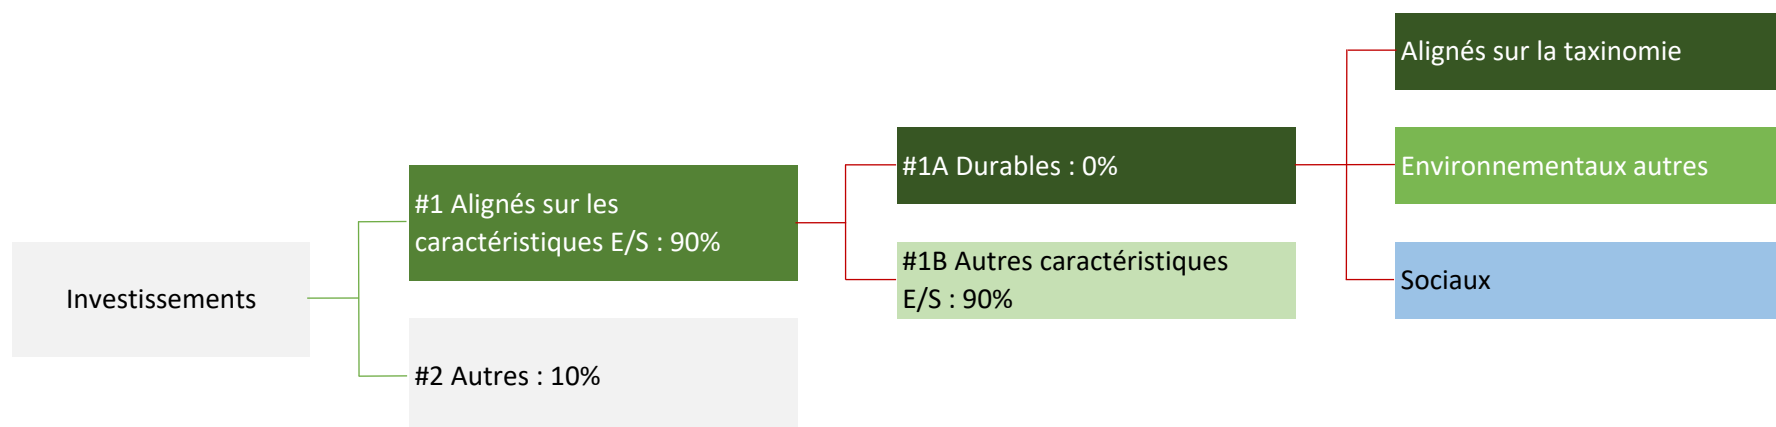 Investissements
#1 Alignés sur les
caractéristiques E/S : 90%
#2 Autres : 10%
#1A Durables : 0%
#1B Autres caractéristiques
E/S : 90%
Alignés sur la taxinomie
Environnementaux autres
Sociaux